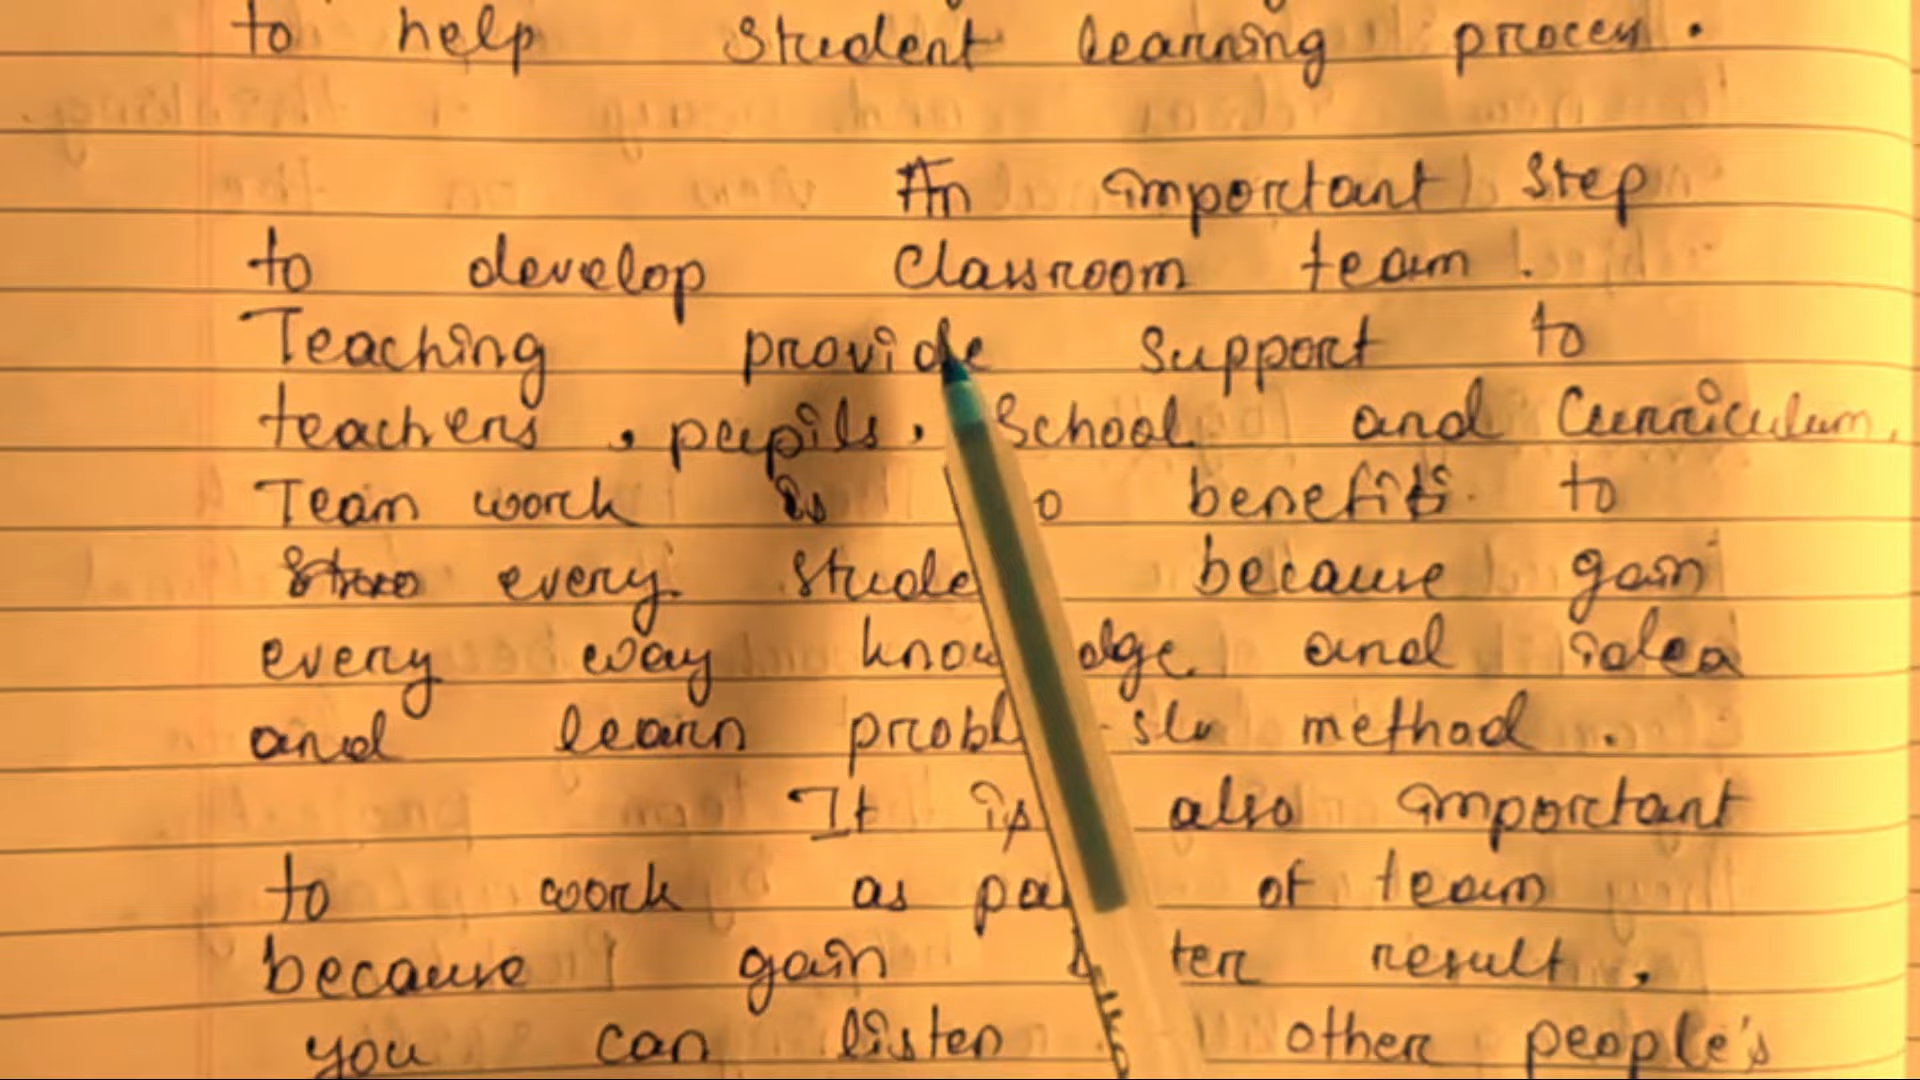 to help student learning process.
An important step
to develop classroom team.
Teaching provide support to
teachers, pupils, school and curriculum.
Team work is benefits to
every because gain
every way and idea
and learn method.
It is also important
to work as of team
because gain result.
you can listen other people's